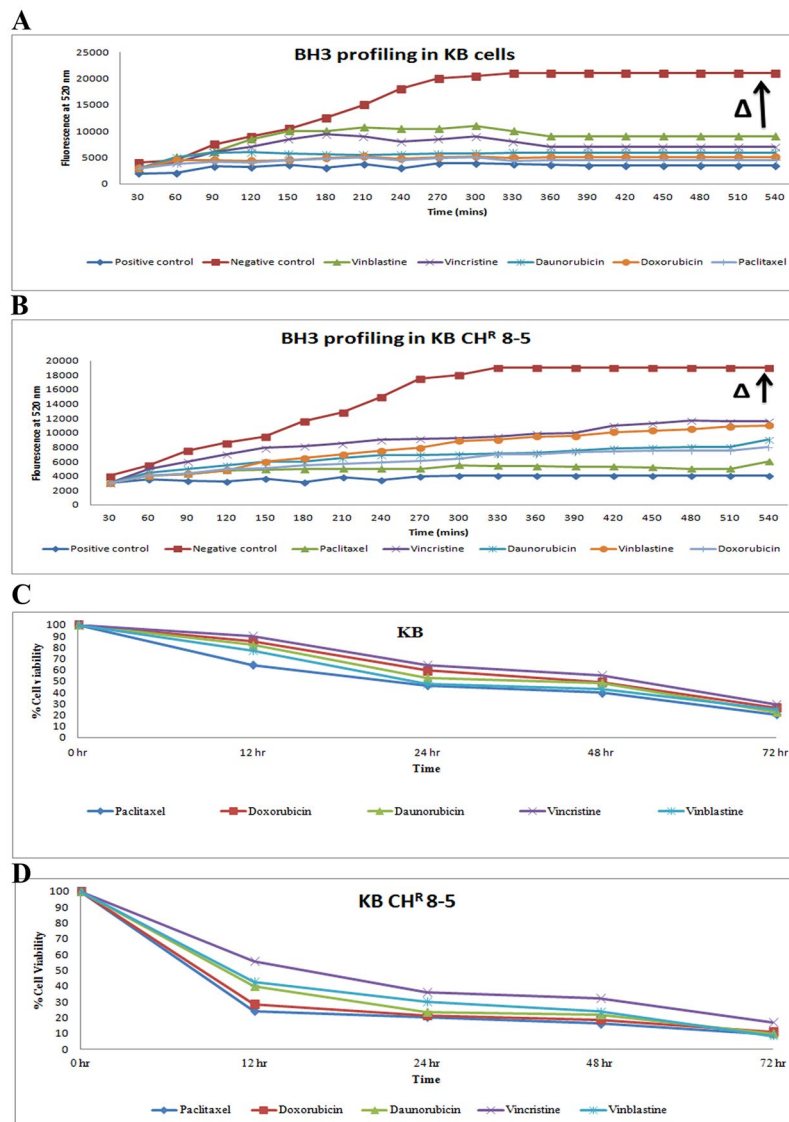 A
BH3 profiling in KB cells
Fluorescence at 520 nm
25000
20000
15000
10000
5000
0
Δ
30 60 90 120 150 180 210 240 270 300 330 360 390 420 450 480 510 540
Time (mins)
Positive control Negative control Vinblastine Vincristine Daunorubicin Doxorubicin Paclitaxel
B
BH3 profiling in KB CHᴿ 8-5
Fluorescence at 520 nm
20000
18000
16000
14000
12000
10000
8000
6000
4000
2000
0
Δ
30 60 90 120 150 180 210 240 270 300 330 360 390 420 450 480 510 540
Time (mins)
Positive control Negative control Paclitaxel Vincristine Daunorubicin Vinblastine Doxorubicin
C
KB
% Cell viability
100
90
80
70
60
50
40
30
20
10
0
0 hr 12 hr 24 hr 48 hr 72 hr
Time
Paclitaxel Doxorubicin Daunorubicin Vincristine Vinblastine
D
KB CHᴿ 8-5
% Cell Viability
100
90
80
70
60
50
40
30
20
10
0
0 hr 12 hr 24 hr 48 hr 72 hr
Time
Paclitaxel Doxorubicin Daunorubicin Vincristine Vinblastine